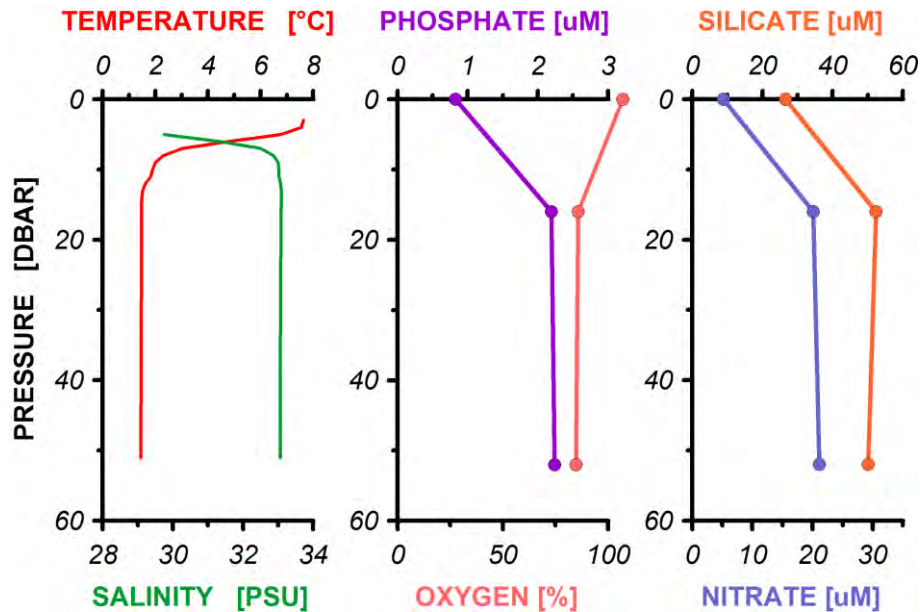 TEMPERATURE [°C] PHOSPHATE [uM] SILICATE [uM]
0 2 4 6 8 0 1 2 3 0 20 40 60
0 0 0
PRESSURE [DBAR]
20 20 20
40 40 40
60 60 60
28 30 32 34 0 50 100 0 10 20 30
SALINITY [PSU] OXYGEN [%] NITRATE [uM]